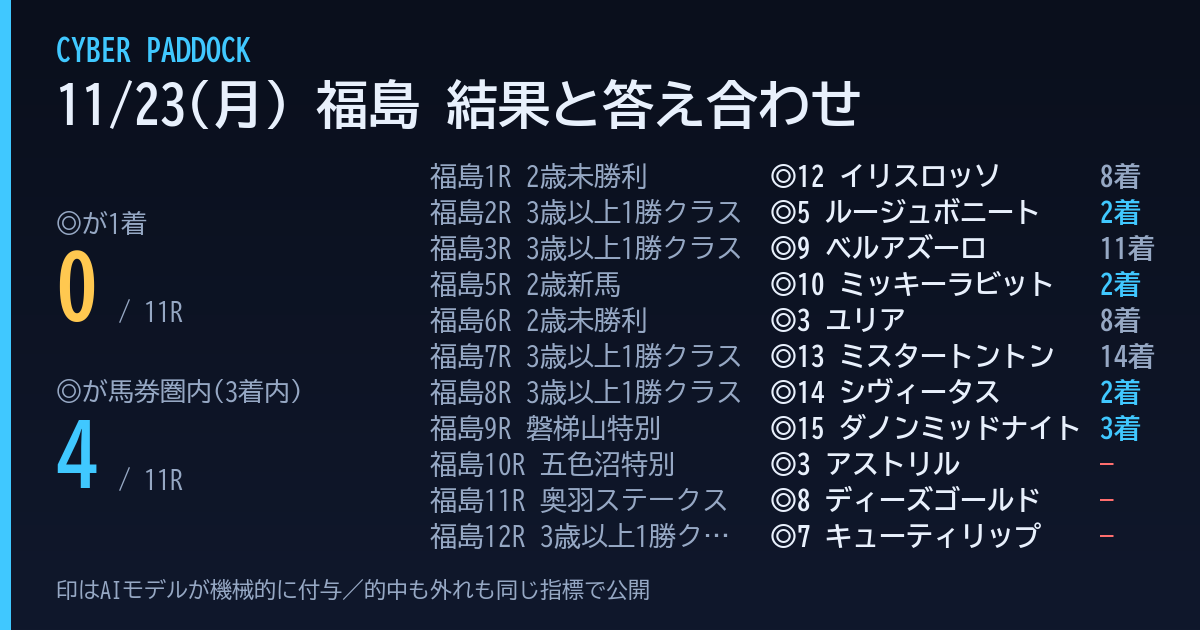 CYBER PADDOCK
11/23(月) 福島 結果と答え合わせ
◎が1着
0 / 11R
◎が馬券圏内(3着内)
4 / 11R
福島1R 2歳未勝利 ◎12 イリスロッソ 8着
福島2R 3歳以上1勝クラス ◎5 ルージュボニート 2着
福島3R 3歳以上1勝クラス ◎9 ベルアズーロ 11着
福島5R 2歳新馬 ◎10 ミッキーラビット 2着
福島6R 2歳未勝利 ◎3 ユリア 8着
福島7R 3歳以上1勝クラス ◎13 ミスタートントン 14着
福島8R 3歳以上1勝クラス ◎14 シヴィータス 2着
福島9R 磐梯山特別 ◎15 ダノンミッドナイト 3着
福島10R 五色沼特別 ◎3 アストリル －
福島11R 奥羽ステークス ◎8 ディーズゴールド －
福島12R 3歳以上1勝ク… ◎7 キューティリップ －
印はAIモデルが機械的に付与／的中も外れも同じ指標で公開